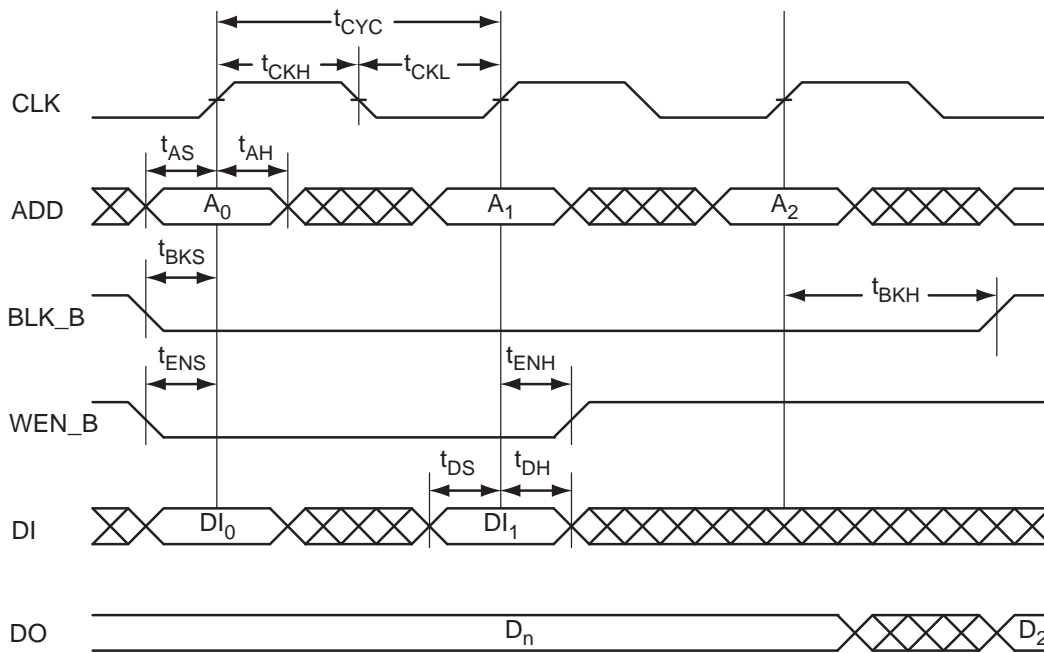 tCYC
tCKH tCKL
CLK
tAS tAH
ADD A0 A1 A2
tBKS
tBKH
BLK_B
tENS tENH
WEN_B
tDS tDH
DI DI0 DI1
DO Dn D2